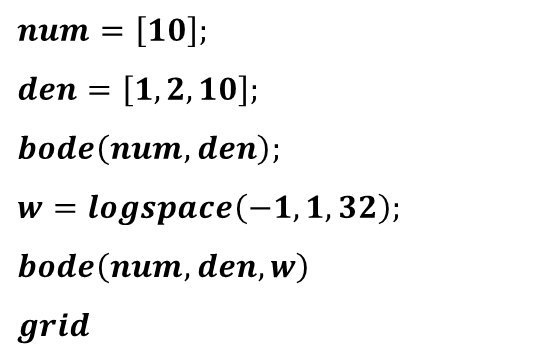 num = [10];
den = [1, 2, 10];
bode(num, den);
w = logspace(−1, 1, 32);
bode(num, den, w)
grid